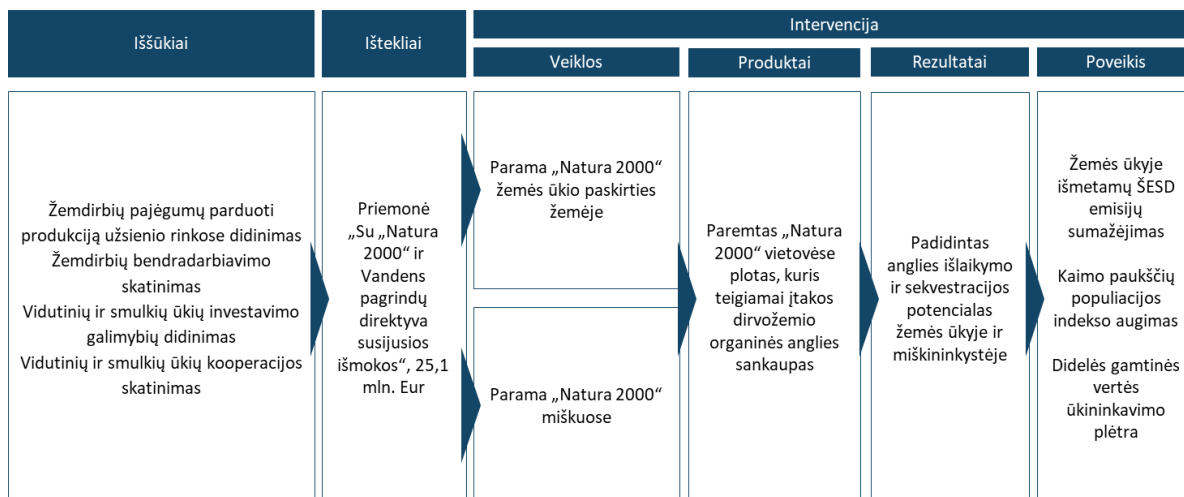 Iššūkiai
Ištekliai
Intervencija
Veiklos
Produktai
Rezultatai
Poveikis
Žemdirbių pajėgumų parduoti
produkciją užsienio rinkose didinimas
Žemdirbių bendradarbiavimo
skatinimas
Vidutinių ir smulkių ūkių investavimo
galimybių didinimas
Vidutinių ir smulkių ūkių kooperacijos
skatinimas
Priemonė
„Su „Natura
2000“ ir
Vandens
pagrindų
direktyva
susijusios
išmokos“, 25,1
mln. Eur
Parama „Natura 2000“
žemės ūkio paskirties
žemėje
Parama „Natura 2000“
miškuose
Paremtas „Natura
2000“ vietovėse
plotas, kuris
teigiamai įtakos
dirvožemio
organinės anglies
sankaupas
Padidintas
anglies išlaikymo
ir sekvestracijos
potencialas
žemės ūkyje ir
miškininkystėje
Žemės ūkyje
išmetamų ŠESD
emisijų
sumažėjimas
Kaimo paukščių
populiacijos
indekso augimas
Didelės gamtinės
vertės
ūkininkavimo
plėtra